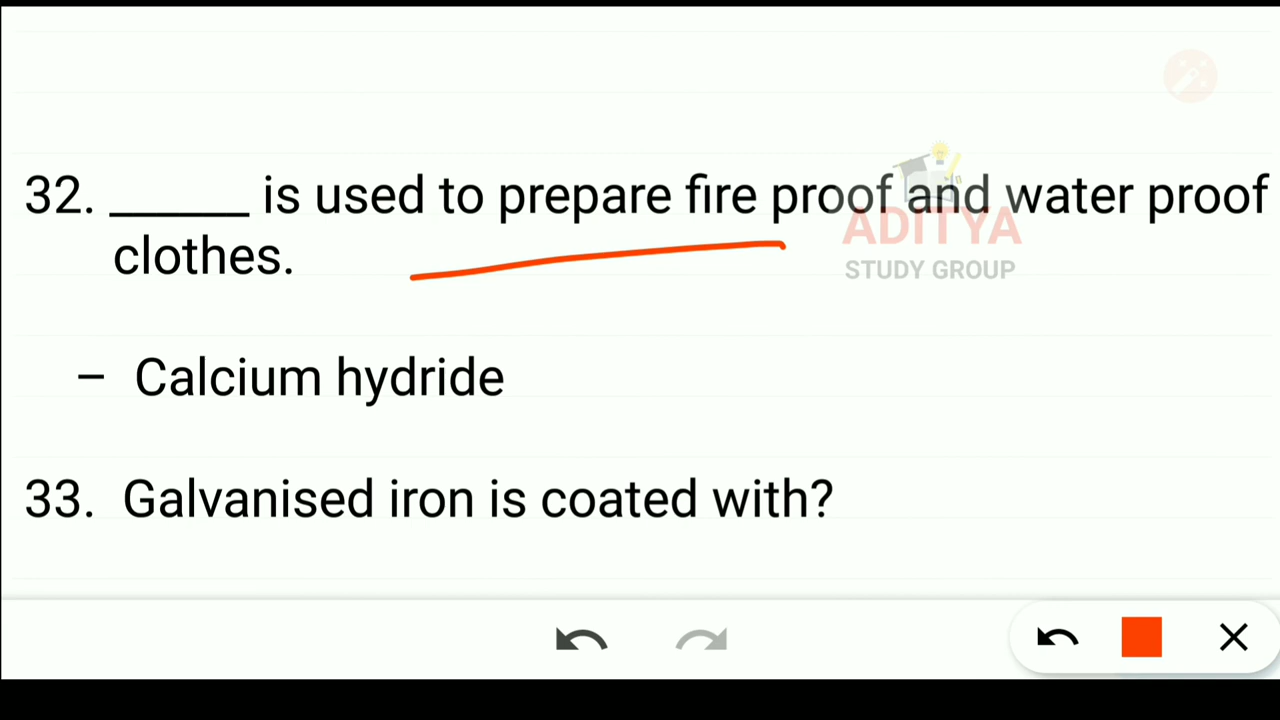 32. ______ is used to prepare fire proof and water proof
clothes.
ADITYA
STUDY GROUP
– Calcium hydride
33. Galvanised iron is coated with?